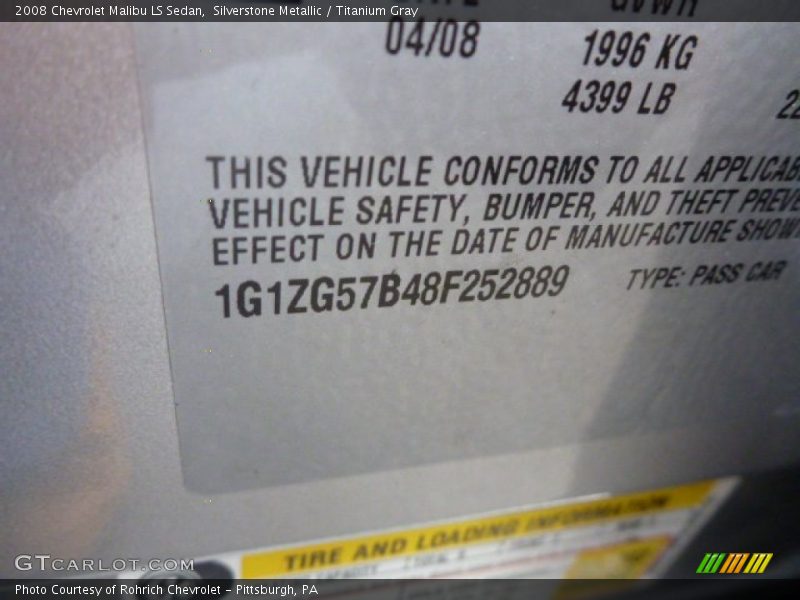 2008 Chevrolet Malibu LS Sedan, Silverstone Metallic / Titanium Gray
04/08 1996 KG
4399 LB 22
THIS VEHICLE CONFORMS TO ALL APPLICAB
VEHICLE SAFETY, BUMPER, AND THEFT PREVE
EFFECT ON THE DATE OF MANUFACTURE SHOWN
1G1ZG57B48F252889 TYPE: PASS CAR
TIRE AND LOADING INFORMATION
GTCARLOT.COM
Photo Courtesy of Rohrich Chevrolet - Pittsburgh, PA